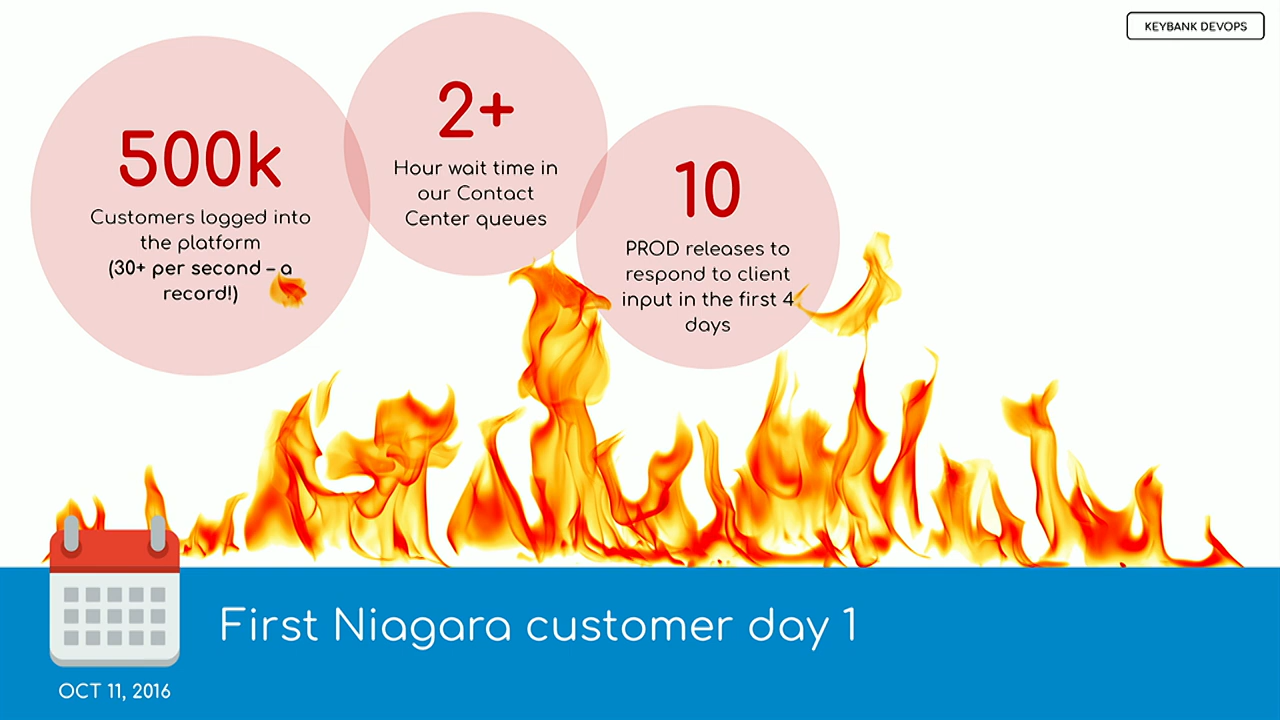 KEYBANK DEVOPS
500k
Customers logged into
the platform
(30+ per second – a
record!)
2+
Hour wait time in
our Contact
Center queues
10
PROD releases to
respond to client
input in the first 4
days
First Niagara customer day 1
OCT 11, 2016